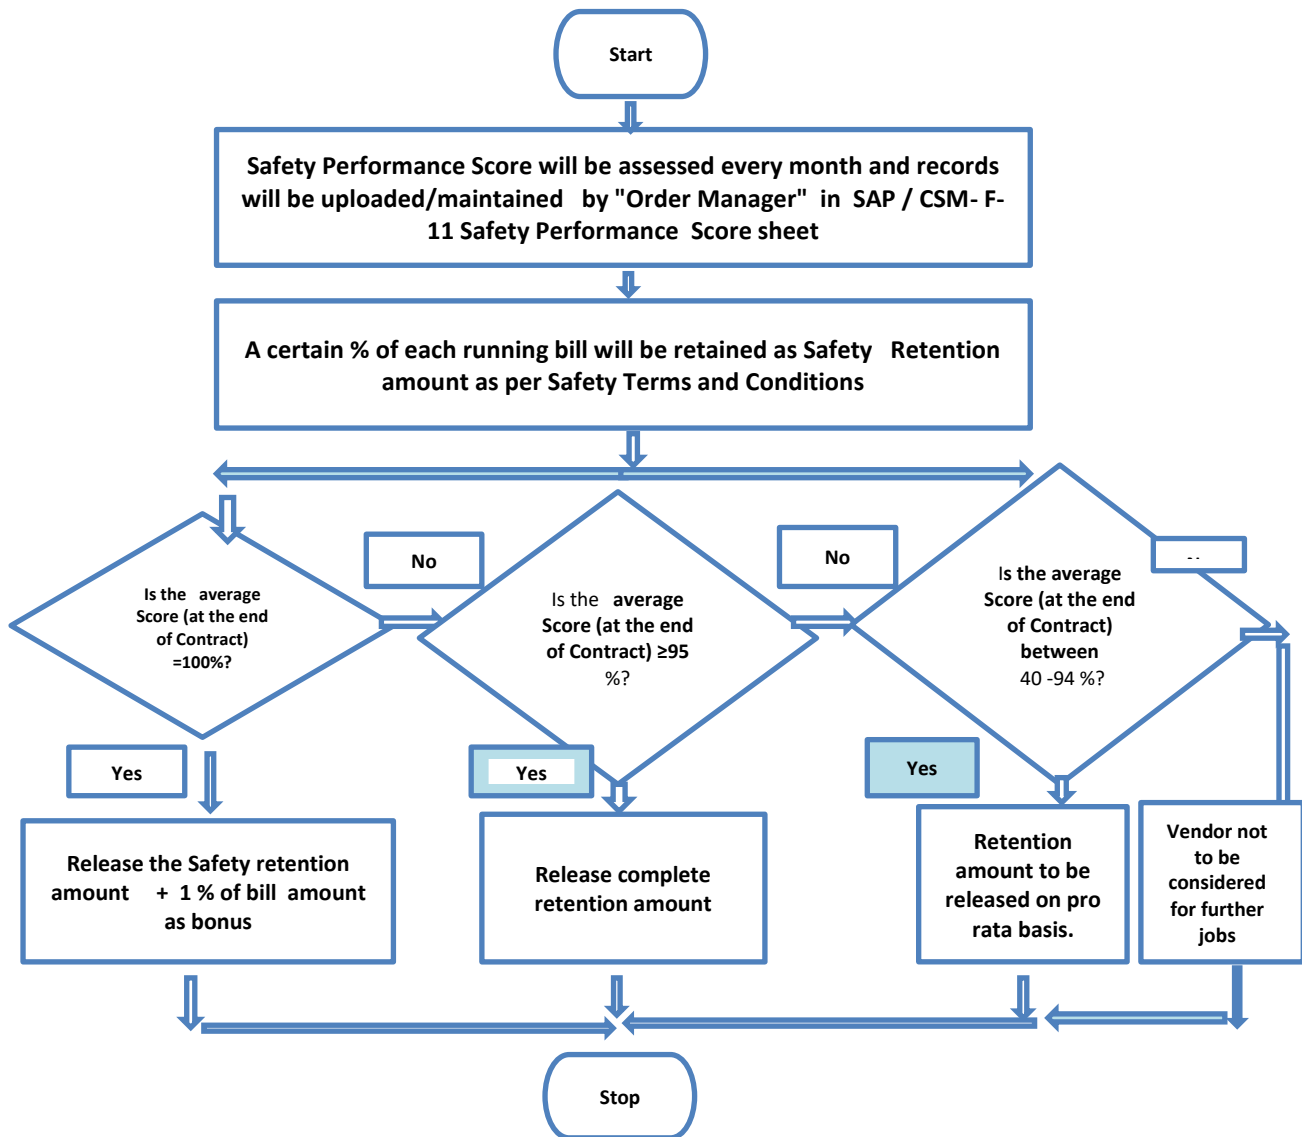 Start
Safety Performance Score will be assessed every month and records
will be uploaded/maintained by "Order Manager" in SAP / CSM- F-
11 Safety Performance Score sheet
A certain % of each running bill will be retained as Safety Retention
amount as per Safety Terms and Conditions
Is the average
Score (at the end
of Contract)
=100%?
No
Is the average
Score (at the end
of Contract) ≥95
%?
No
Is the average
Score (at the end
of Contract)
between
40 -94 %?
Yes
Yes
Yes
Release the Safety retention
amount + 1 % of bill amount
as bonus
Release complete
retention amount
Retention
amount to be
released on pro
rata basis.
Vendor not
to be
considered
for further
jobs
Stop